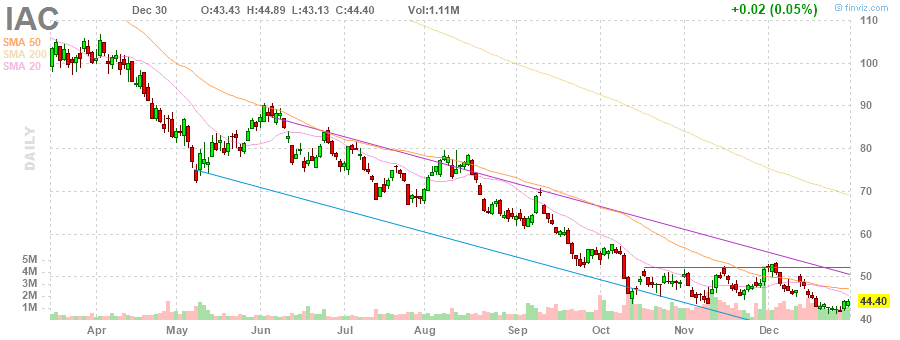 IAC Dec 30 O:43.43 H:44.89 L:43.13 C:44.40 Vol:1.11M +0.02 (0.05%) © finviz.com
SMA 50
SMA 200
SMA 20
DAILY
110
100
90
80
70
60
50
44.40
40
5M
4M
3M
2M
1M
Apr May Jun Jul Aug Sep Oct Nov Dec